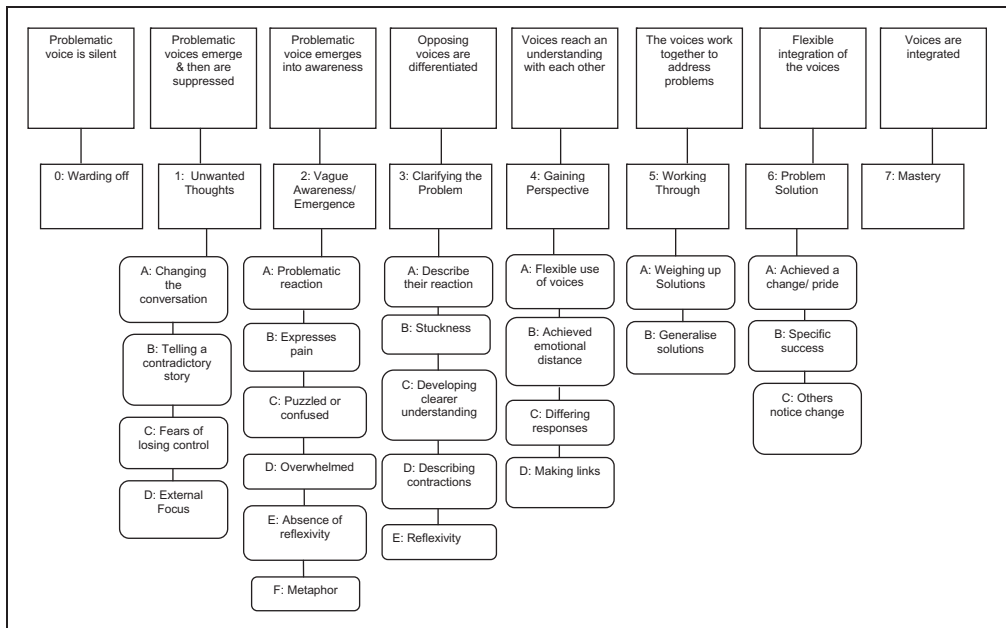 Problematic
voice is silent
Problematic
voices emerge
& then are
suppressed
Problematic
voice emerges
into awareness
Opposing
voices are
differentiated
Voices reach an
understanding
with each other
The voices work
together to
address
problems
Flexible
integration of
the voices
Voices are
integrated
0: Warding off
1: Unwanted
Thoughts
2: Vague
Awareness/
Emergence
3: Clarifying the
Problem
4: Gaining
Perspective
5: Working
Through
6: Problem
Solution
7: Mastery
A: Changing
the
conversation
B: Telling a
contradictory
story
C: Fears of
losing control
D: External
Focus
A: Problematic
reaction
B: Expresses
pain
C: Puzzled or
confused
D: Overwhelmed
E: Absence of
reflexivity
F: Metaphor
A: Describe
their reaction
B: Stuckness
C: Developing
clearer
understanding
D: Describing
contractions
E: Reflexivity
A: Flexible use
of voices
B: Achieved
emotional
distance
C: Differing
responses
D: Making links
A: Weighing up
Solutions
B: Generalise
solutions
A: Achieved a
change/ pride
B: Specific
success
C: Others
notice change